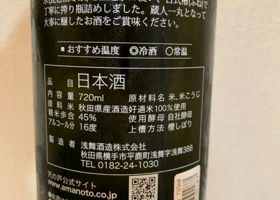 で丁寧に搾り瓶詰めしました。蔵人一丸となっ
て大事に醸したお酒をご賞味ください。
■おすすめ温度 ◎冷酒 ○常温
品目 日本酒
内容量 720ml 原材料名 米、米こうじ
原料米 秋田県産酒造好適米100%使用
精米歩合 45% 使用酵母 自社酵母
アルコール分 16度 上槽方法 槽しぼり
浅舞酒造株式会社
秋田県横手市平鹿町浅舞字浅舞388
TEL 0182-24-1030
天の戸公式サイト
www.amanoto.co.jp